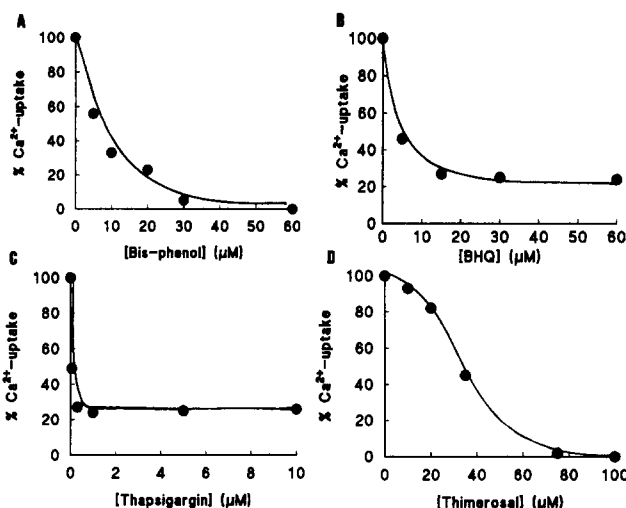 A
% Ca²⁺-uptake
100
80
60
40
20
0
0 10 20 30 40 50 60
[Bis-phenol] (μM)
B
% Ca²⁺-uptake
100
80
60
40
20
0
0 10 20 30 40 50 60
[BHQ] (μM)
C
% Ca²⁺-uptake
100
80
60
40
20
0
0 2 4 6 8 10
[Thapsigargin] (μM)
D
% Ca²⁺-uptake
100
80
60
40
20
0
0 20 40 60 80 100
[Thimerosal] (μM)